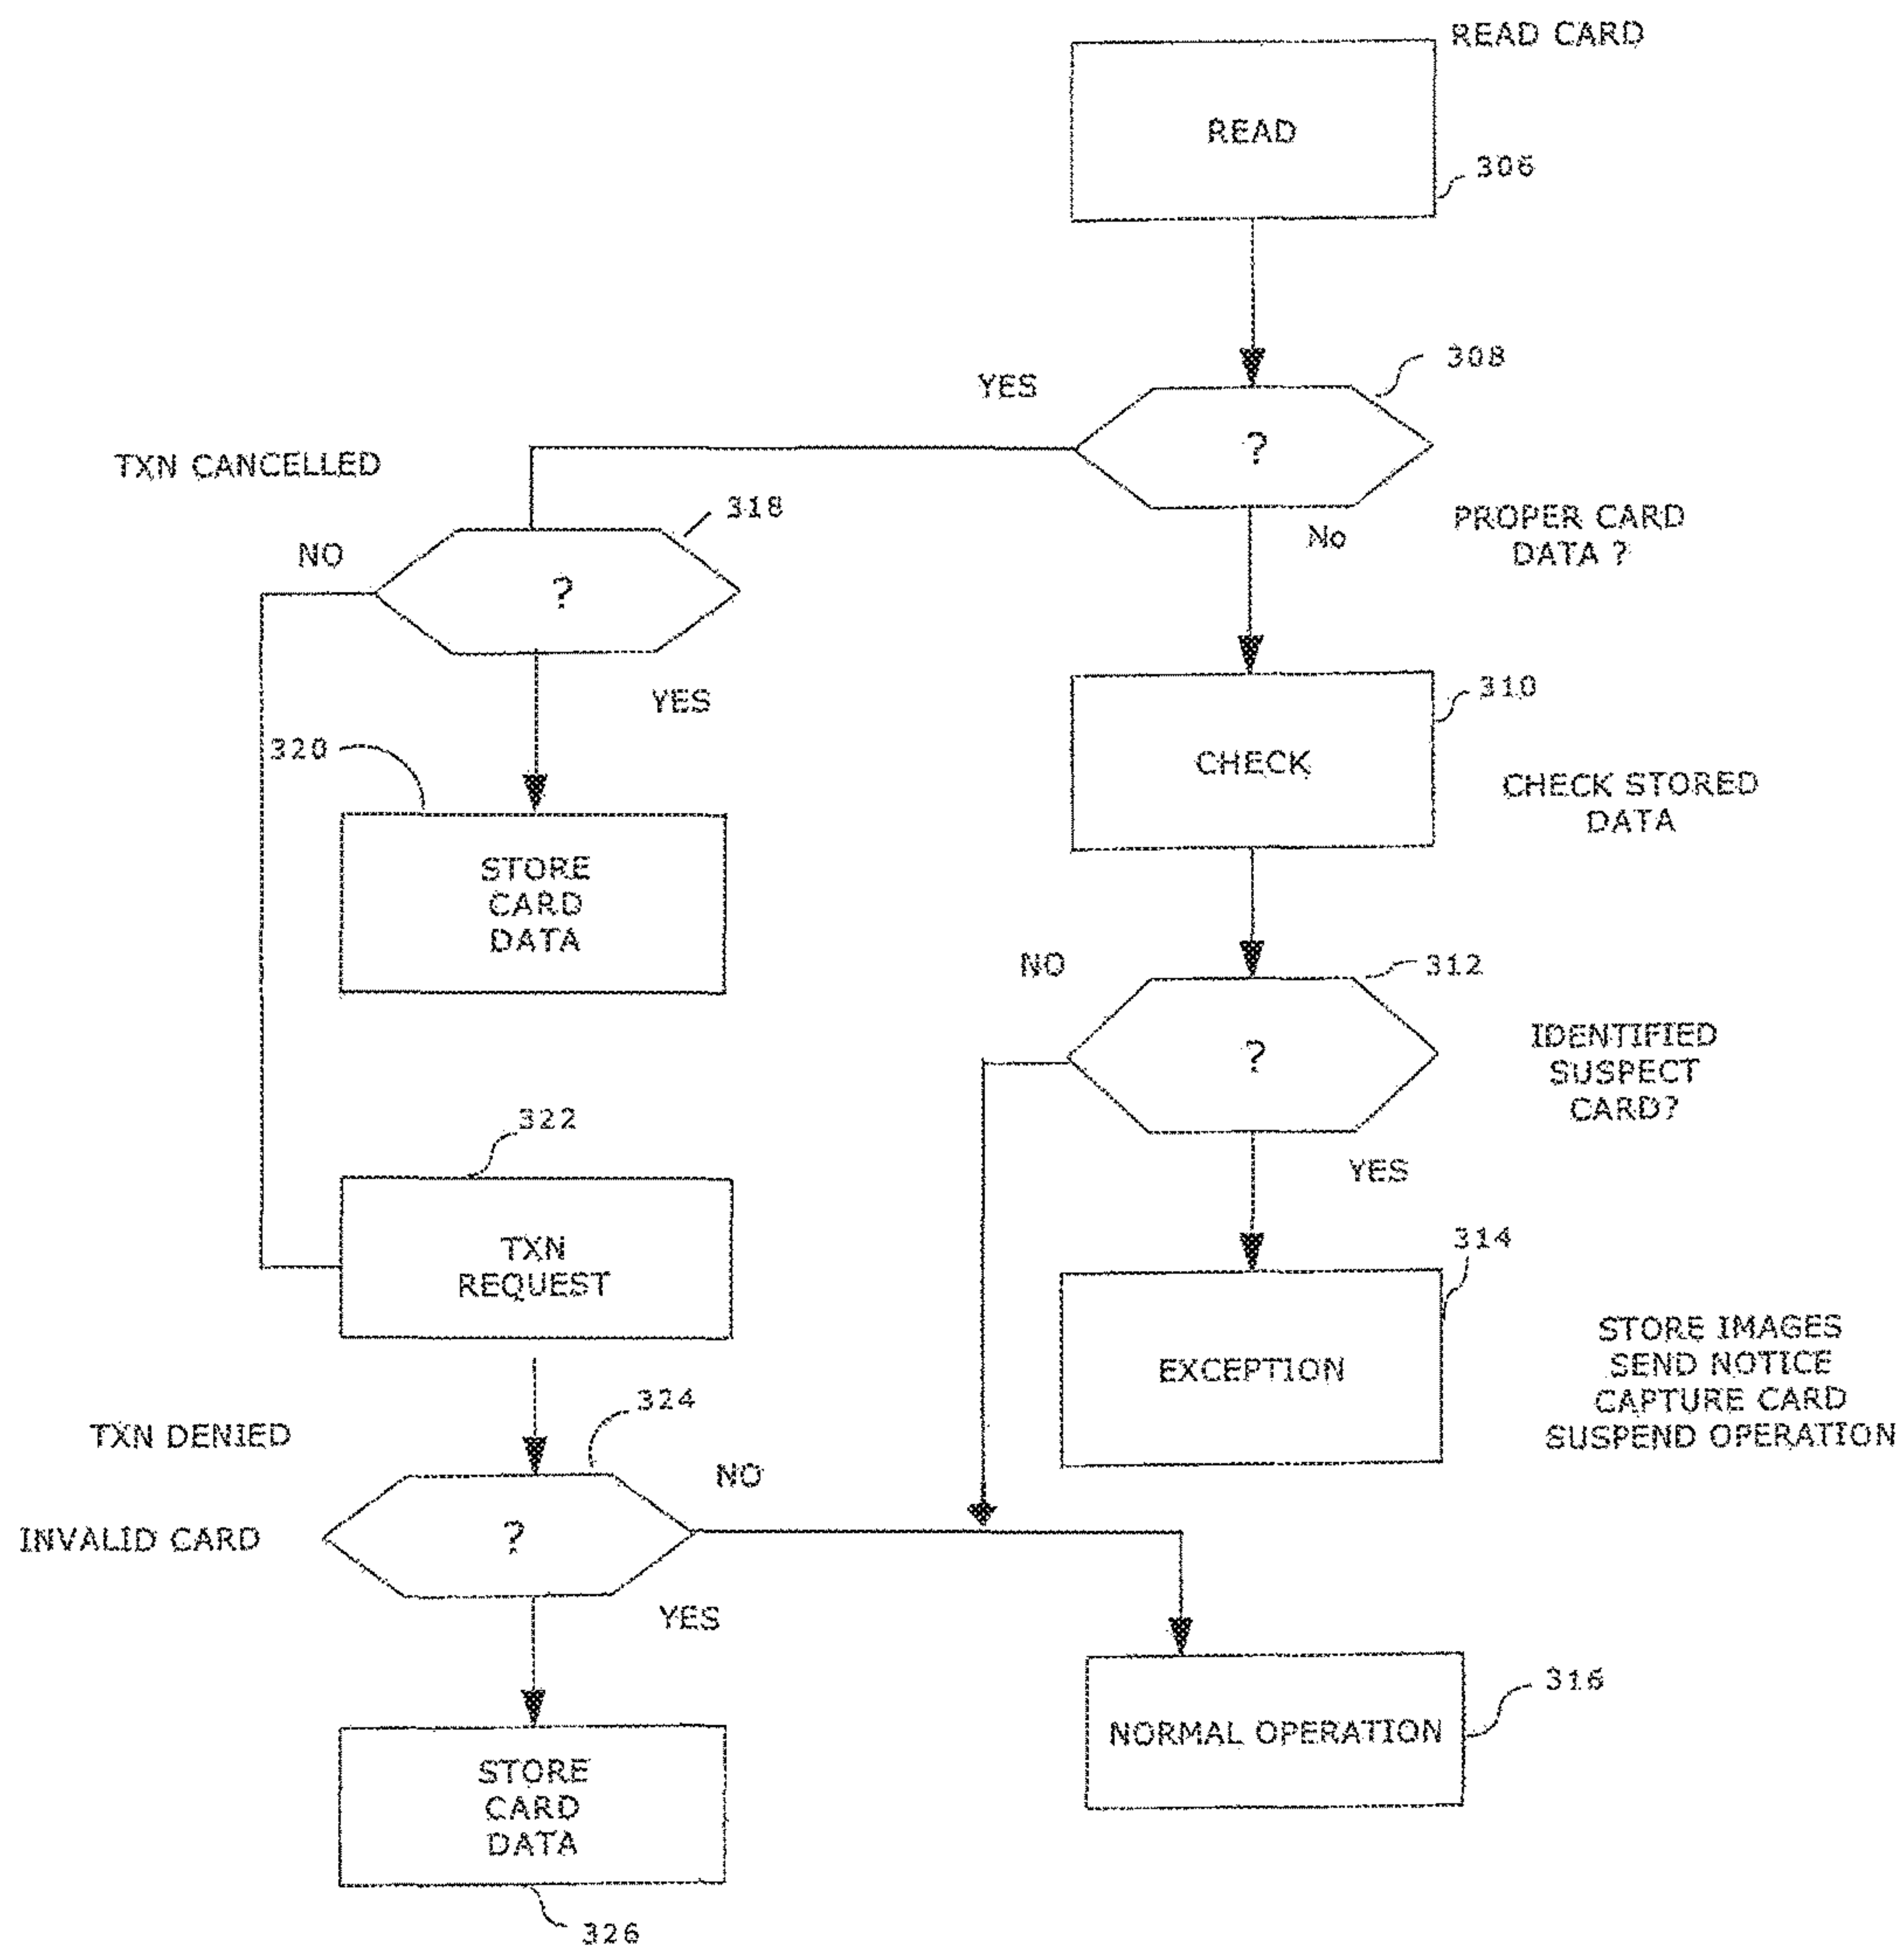 READ CARD
READ
306
308
YES
?
TXN CANCELLED
318
PROPER CARD
DATA ?
No
NO
?
YES
310
320
CHECK
CHECK STORED
DATA
STORE
CARD
DATA
NO
312
IDENTIFIED
SUSPECT
CARD?
?
322
YES
314
TXN
REQUEST
STORE IMAGES
SEND NOTICE
CAPTURE CARD
SUSPEND OPERATION
EXCEPTION
324
TXN DENIED
NO
INVALID CARD
?
YES
316
NORMAL OPERATION
STORE
CARD
DATA
326